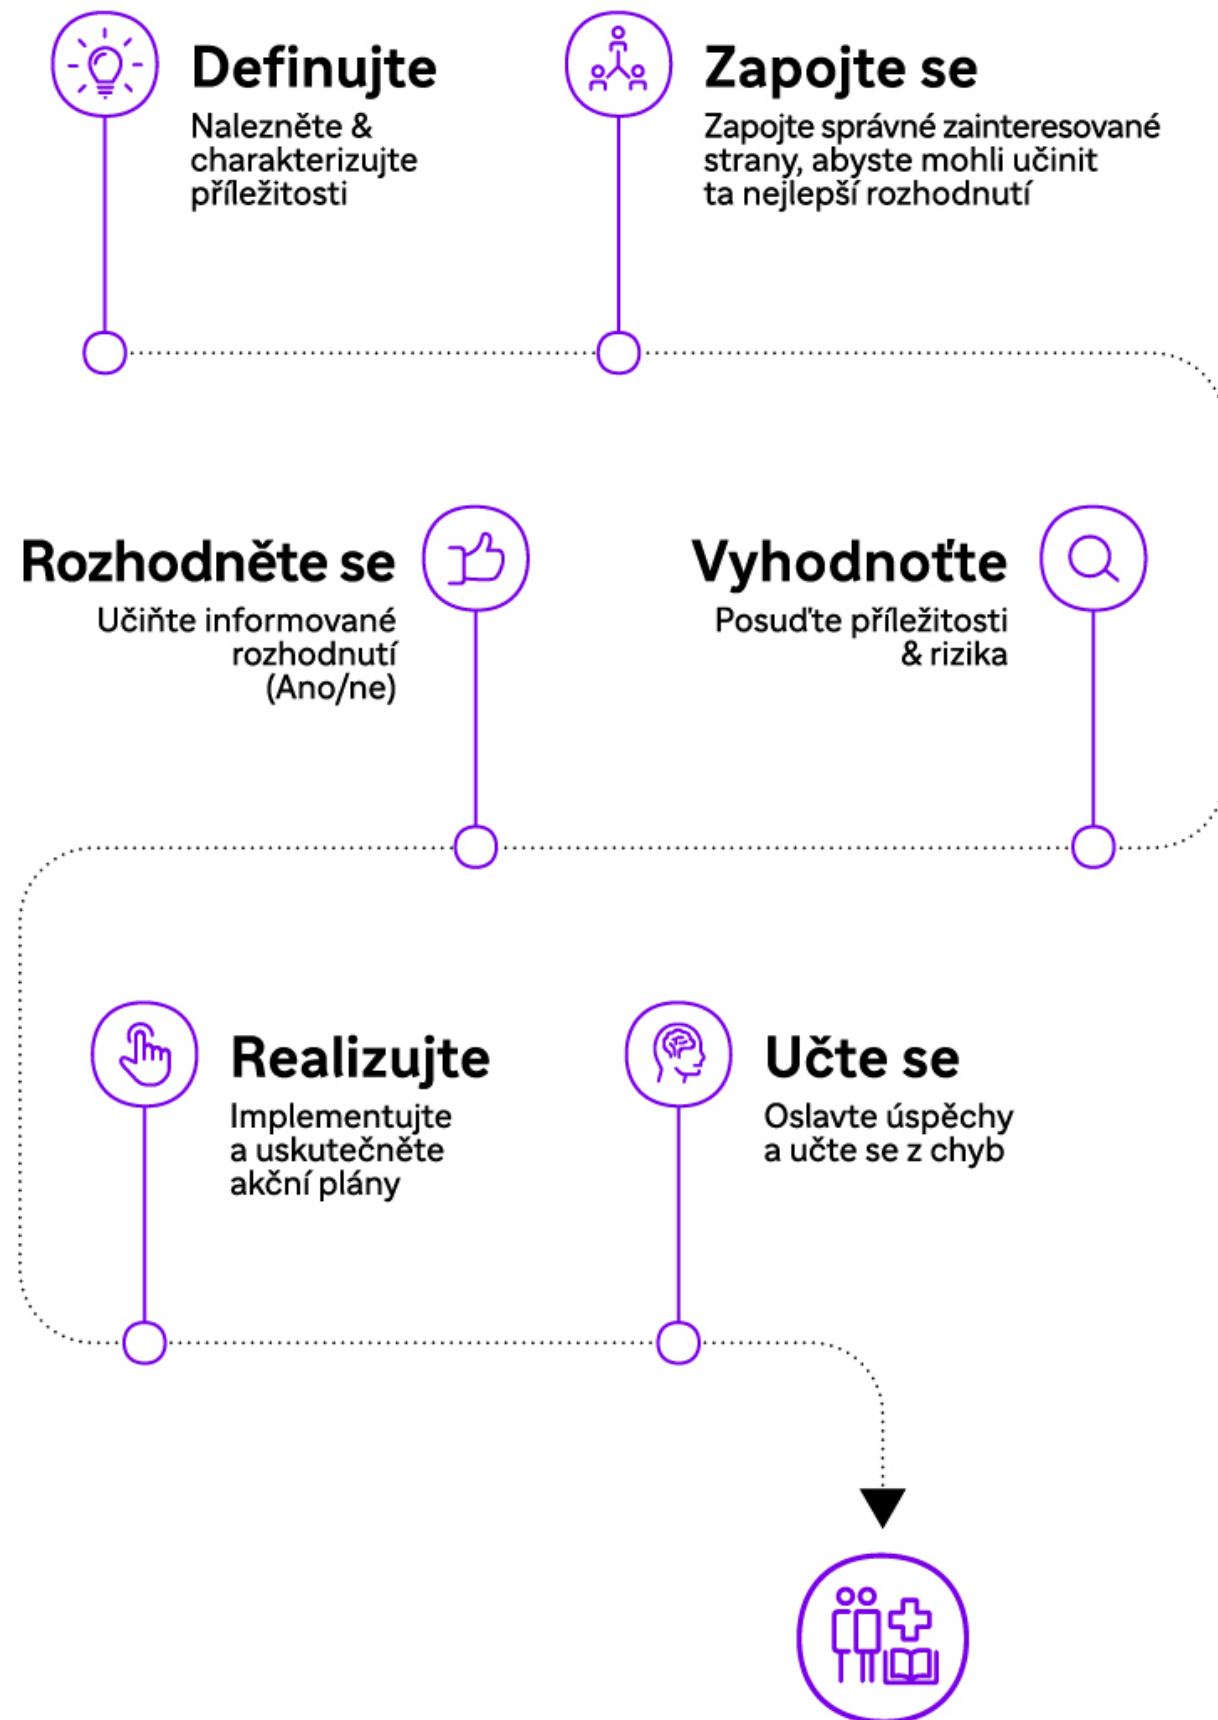 Definujte
Nalezněte &
charakterizujte
příležitosti
Zapojte se
Zapojte správné zainteresované
strany, abyste mohli učinit
ta nejlepší rozhodnutí
Vyhodnoťte
Posuďte příležitosti
& rizika
Rozhodněte se
Učiňte informované
rozhodnutí
(Ano/ne)
Realizujte
Implementujte
a uskutečněte
akční plány
Učte se
Oslavte úspěchy
a učte se z chyb